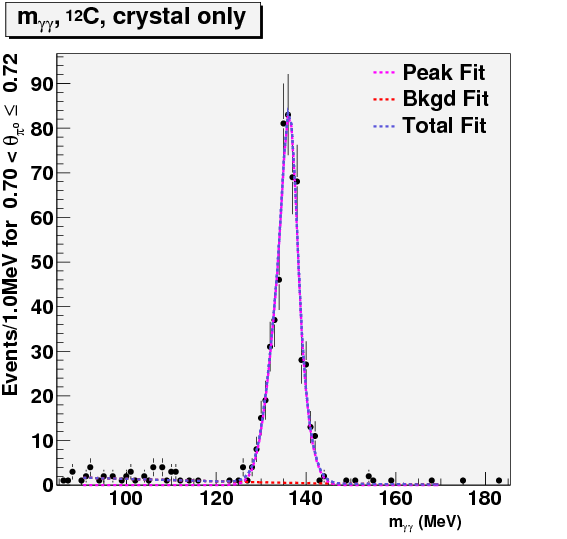 mγγ, 12C, crystal only
Peak Fit
Bkgd Fit
Total Fit
Events/1.0MeV for 0.70 < θπ⁰ ≤ 0.72
90
80
70
60
50
40
30
20
10
0
100 120 140 160 180
mγγ (MeV)